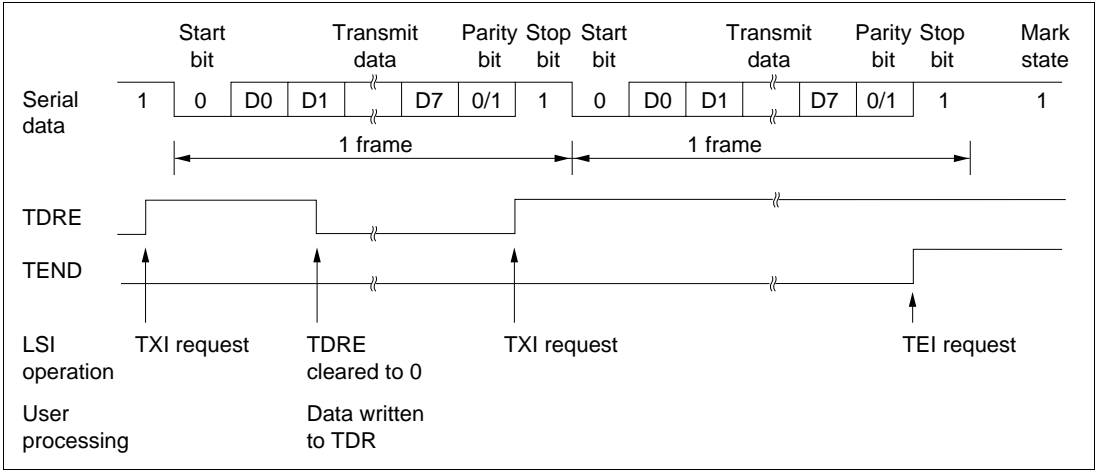 Start bit Transmit data Parity bit Stop bit Start bit Transmit data Parity bit Stop bit Mark state
Serial data 1 0 D0 D1 D7 0/1 1 0 D0 D1 D7 0/1 1 1
1 frame 1 frame
TDRE
TEND
LSI operation TXI request TDRE cleared to 0 TXI request TEI request
User processing Data written to TDR